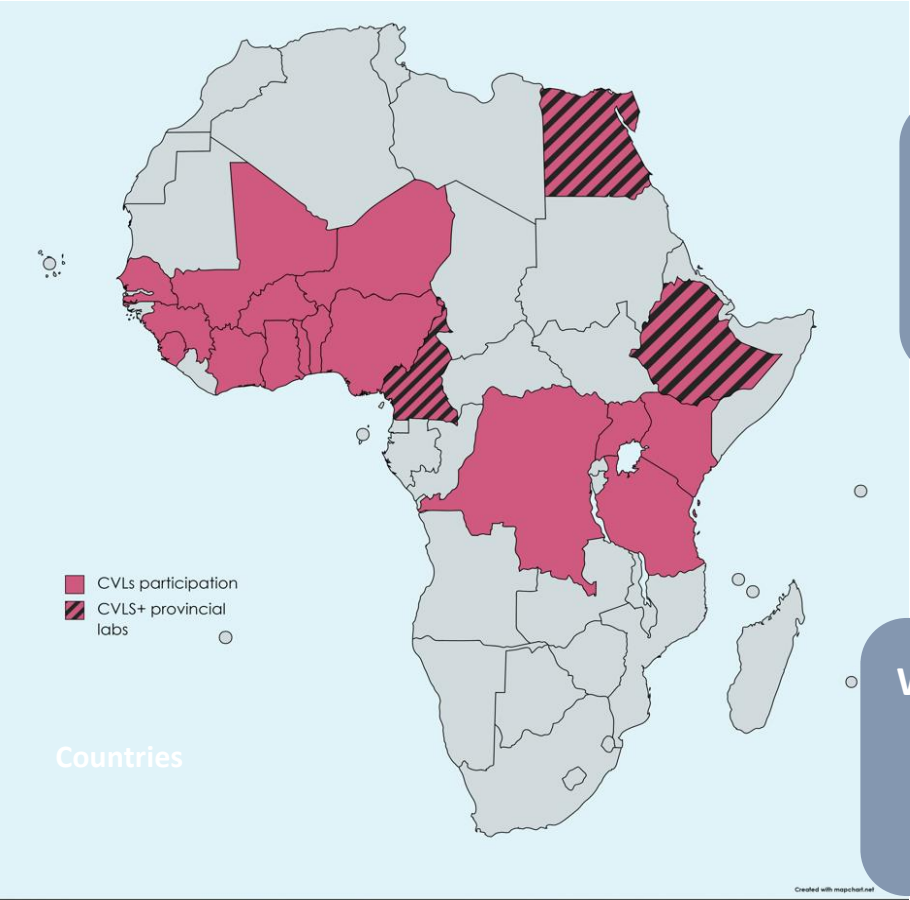 CVLs participation
CVLS+ provincial
labs
W
Countries
Created with mapchart.net